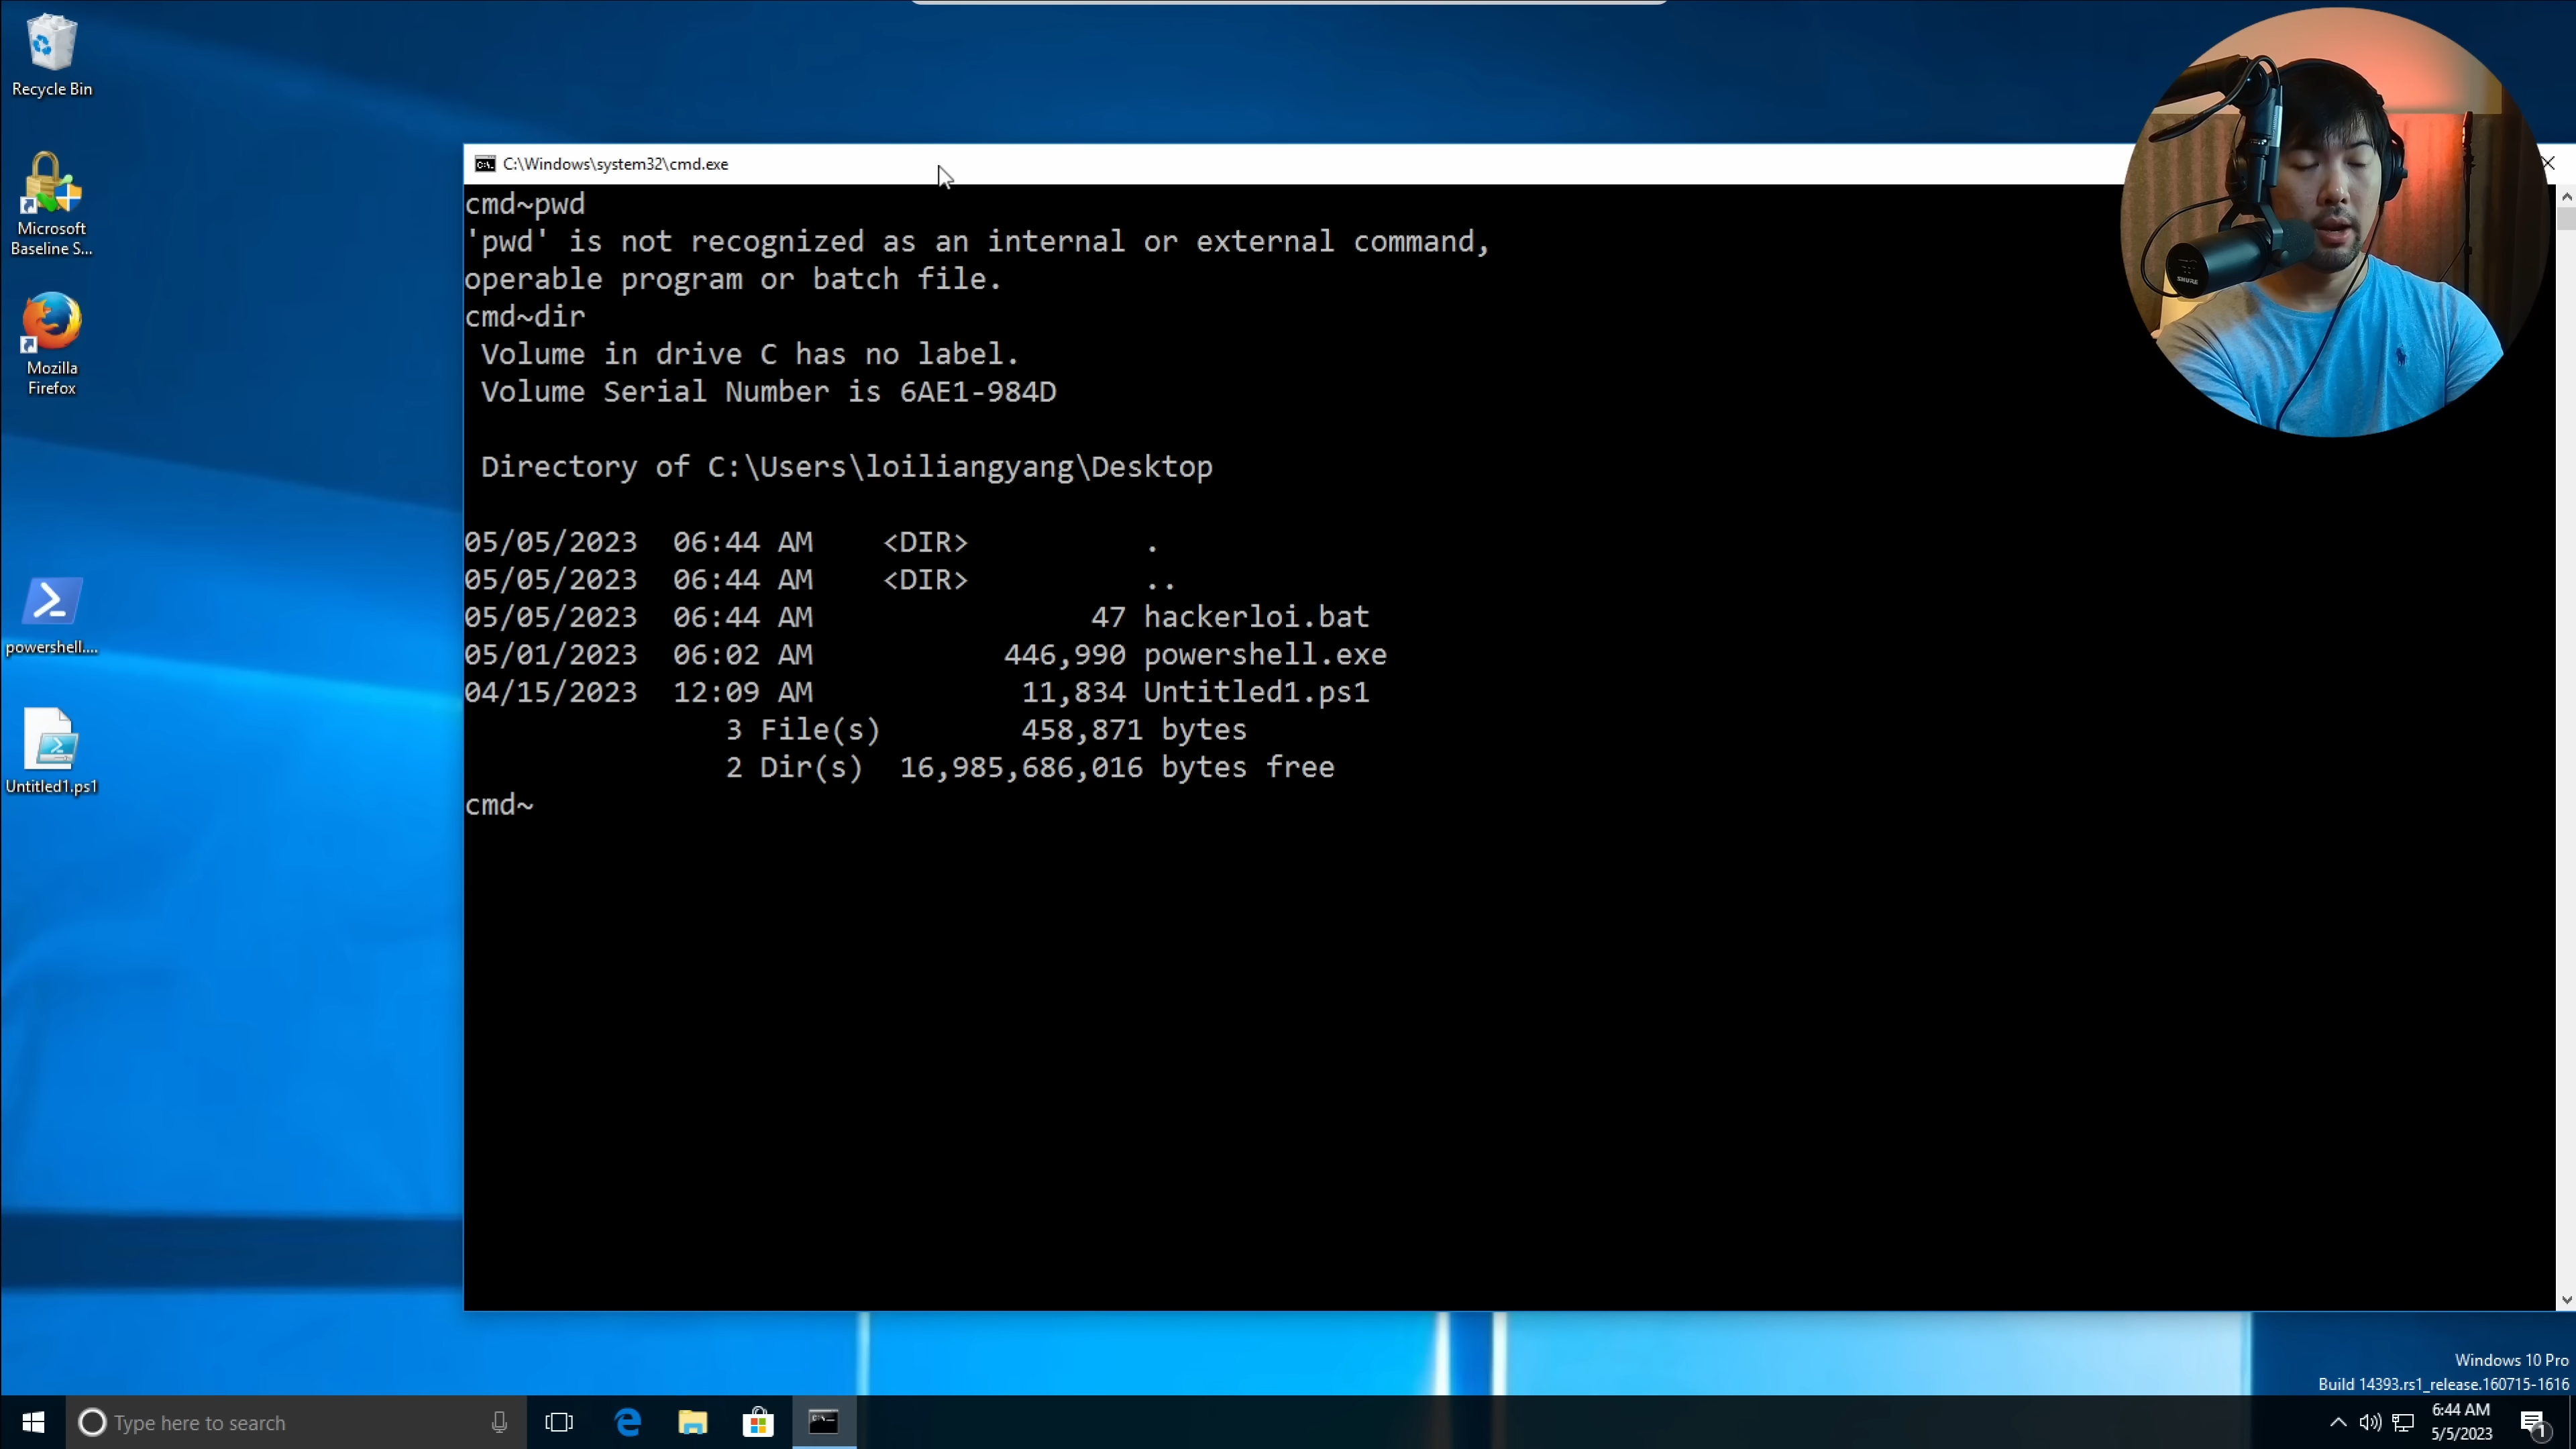 Recycle Bin
Microsoft
Baseline S...
Mozilla
Firefox
powershell....
Untitled1.ps1
C:\Windows\system32\cmd.exe
cmd~pwd
'pwd' is not recognized as an internal or external command,
operable program or batch file.
cmd~dir
Volume in drive C has no label.
Volume Serial Number is 6AE1-984D
Directory of C:\Users\loiliangyang\Desktop
05/05/2023 06:44 AM <DIR> .
05/05/2023 06:44 AM <DIR> ..
05/05/2023 06:44 AM 47 hackerloi.bat
05/01/2023 06:02 AM 446,990 powershell.exe
04/15/2023 12:09 AM 11,834 Untitled1.ps1
3 File(s) 458,871 bytes
2 Dir(s) 16,985,686,016 bytes free
cmd~
SHURE
Windows 10 Pro
Build 14393.rs1_release.160715-1616
Type here to search
6:44 AM
5/5/2023
1